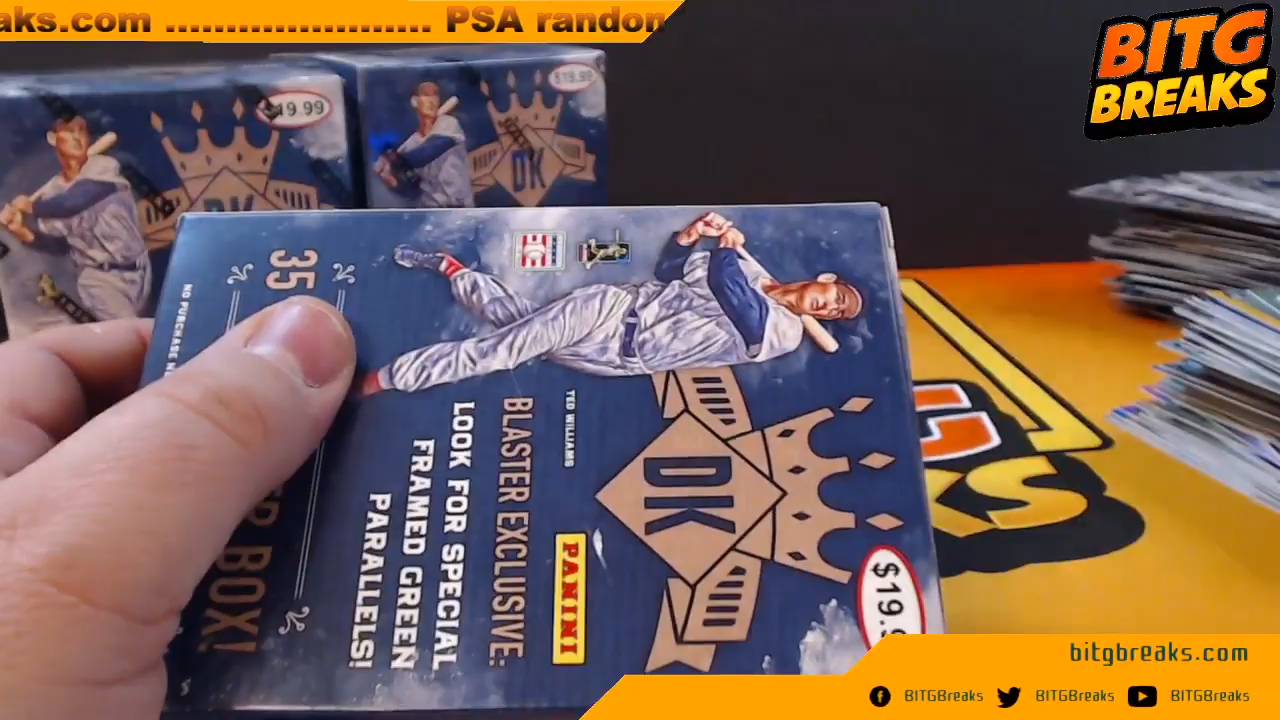 aks.com ...................... PSA random
BITG
BREAKS
$19.99
$19.99
DK
DK
35
NO PURCHASE
BOX!
TED WILLIAMS
BLASTER EXCLUSIVE:
LOOK FOR SPECIAL
FRAMED GREEN
PARALLELS!
PANINI
DK
$19.9
bitgbreaks.com
BITGBreaks
BITGBreaks
BITGBreaks